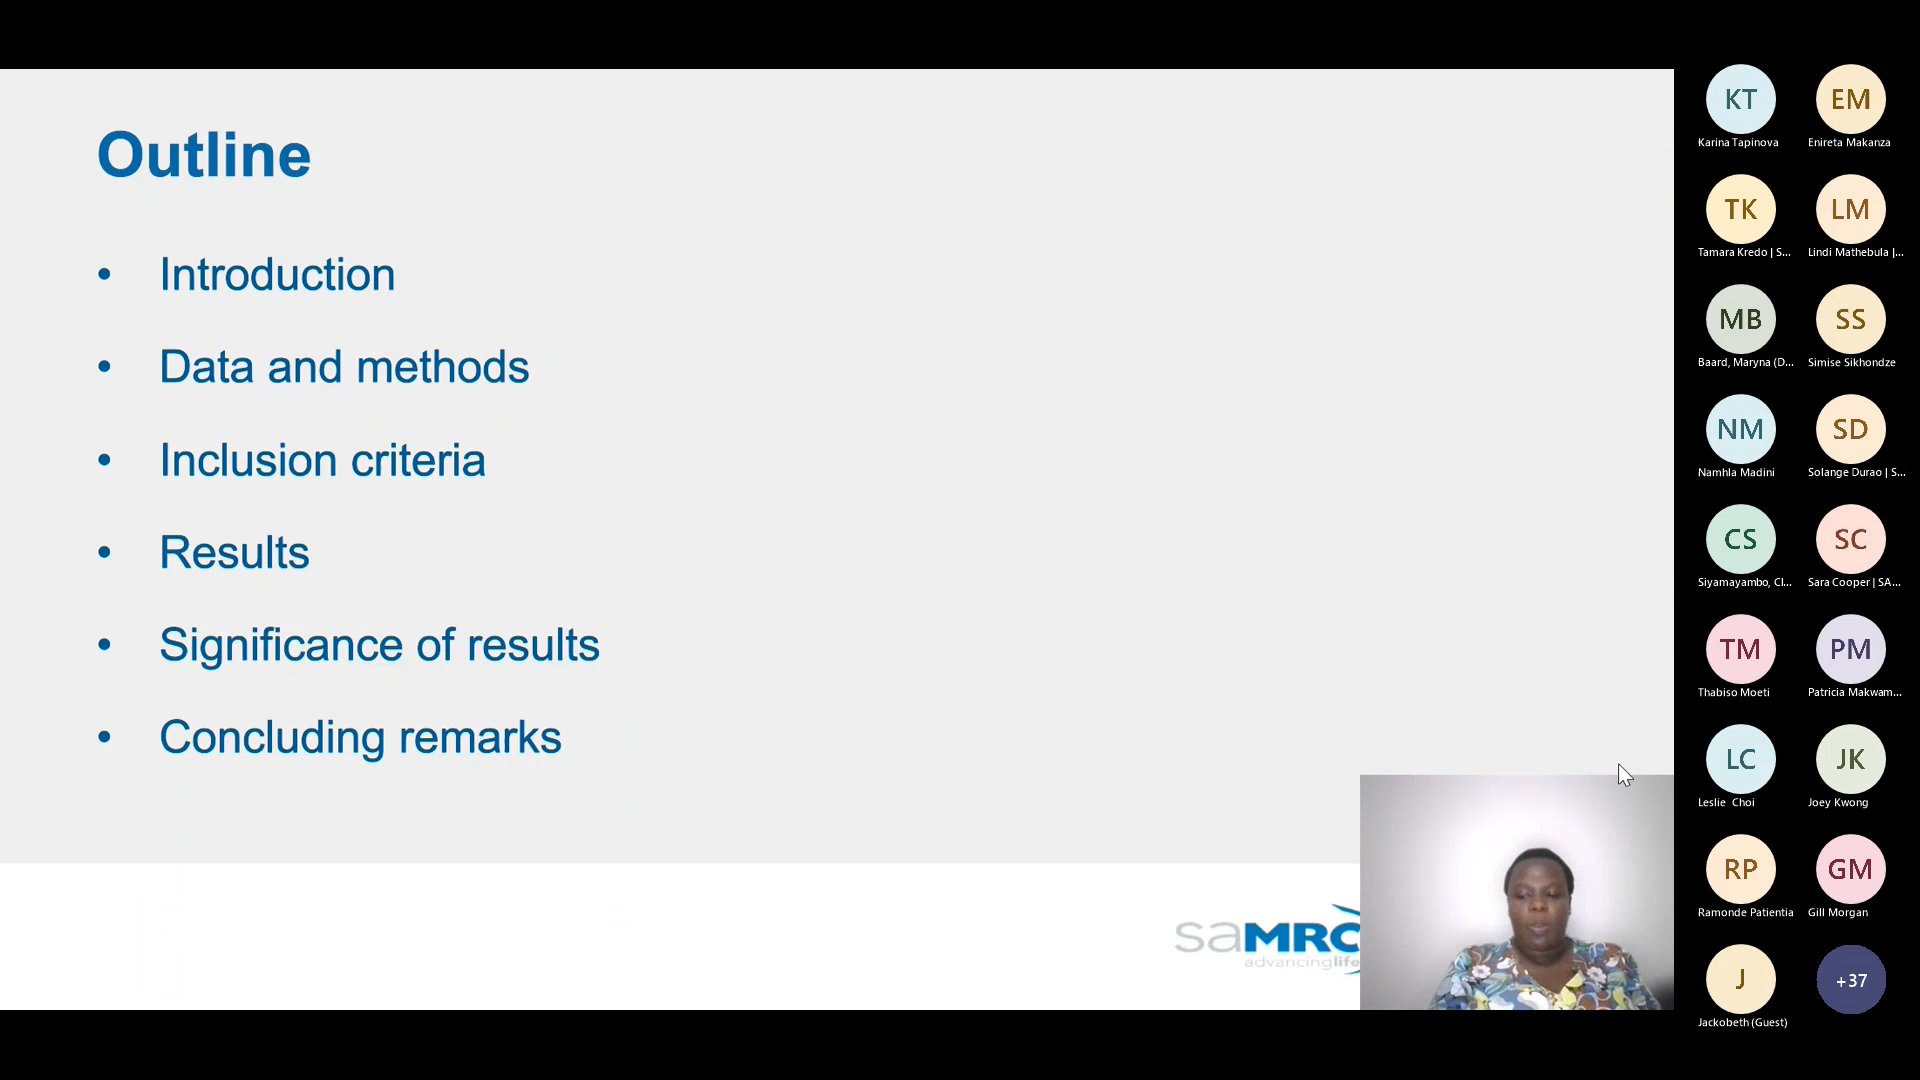 Outline
• Introduction
• Data and methods
• Inclusion criteria
• Results
• Significance of results
• Concluding remarks
saMRC
advancinglife
KT
Karina Tapinova
EM
Enireta Makanza
TK
Tamara Kredo | S...
LM
Lindi Mathebula |...
MB
Baard, Maryna (D...
SS
Simise Sikhondze
NM
Namhla Madini
SD
Solange Durao | S...
CS
Siyamayambo, Cl...
SC
Sara Cooper | SA...
TM
Thabiso Moeti
PM
Patricia Makwam...
LC
Leslie Choi
JK
Joey Kwong
RP
Ramonde Patientia
GM
Gill Morgan
J
Jackobeth (Guest)
+37